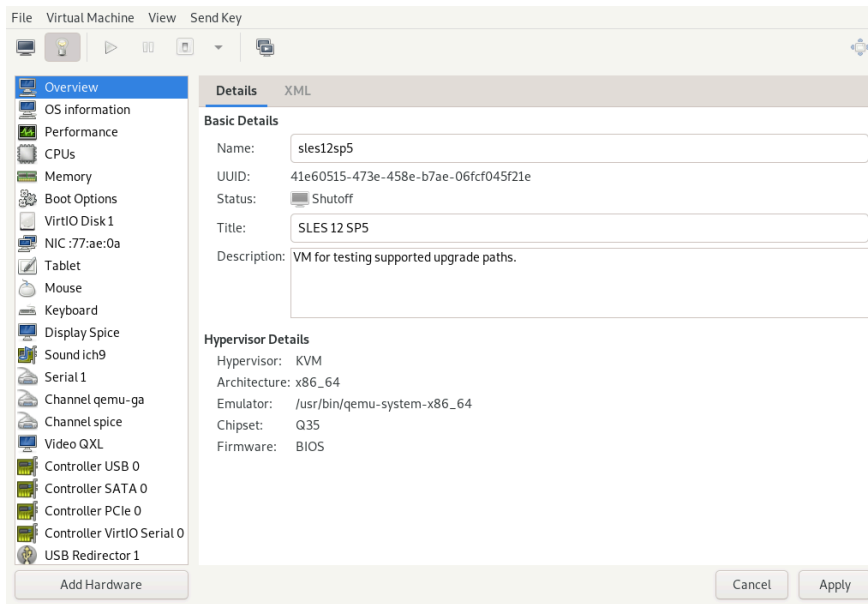 File Virtual Machine View Send Key
Overview
OS information
Performance
CPUs
Memory
Boot Options
VirtIO Disk 1
NIC :77:ae:0a
Tablet
Mouse
Keyboard
Display Spice
Sound ich9
Serial 1
Channel qemu-ga
Channel spice
Video QXL
Controller USB 0
Controller SATA 0
Controller PCIe 0
Controller VirtIO Serial 0
USB Redirector 1
Add Hardware
Details XML
Basic Details
Name: sles12sp5
UUID: 41e60515-473e-458e-b7ae-06fcf045f21e
Status: Shutoff
Title: SLES 12 SP5
Description: VM for testing supported upgrade paths.
Hypervisor Details
Hypervisor: KVM
Architecture: x86_64
Emulator: /usr/bin/qemu-system-x86_64
Chipset: Q35
Firmware: BIOS
Cancel Apply